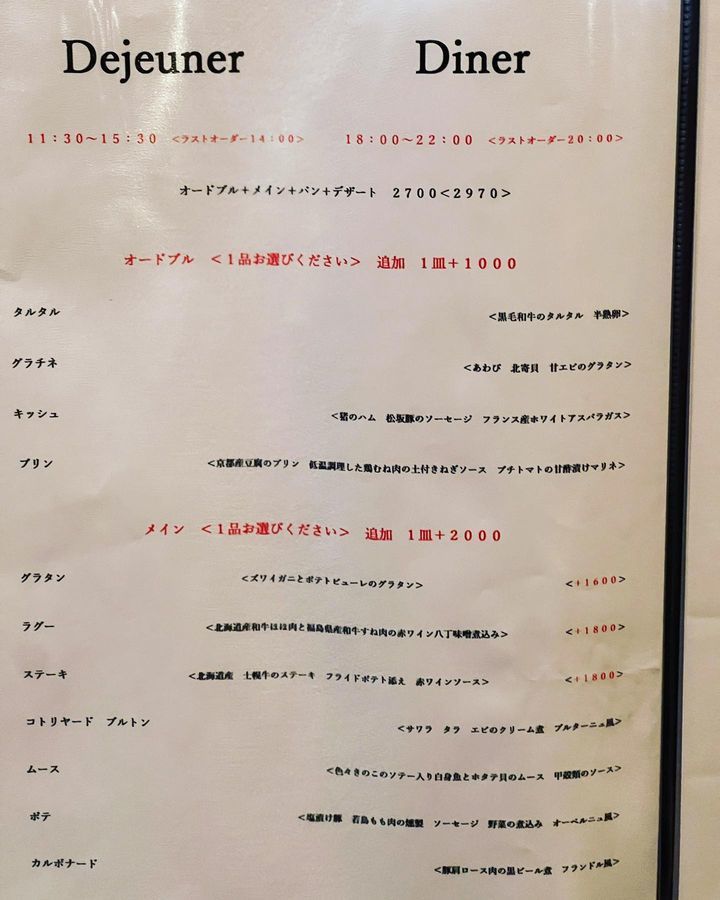 Dejeuner Diner
11:30～15:30 <ラストオーダー14:00> 18:00～22:00 <ラストオーダー20:00>
オードブル＋メイン＋パン＋デザート 2700<2970>
オードブル <1品お選びください> 追加 1皿＋1000
タルタル <黒毛和牛のタルタル 半熟卵>
グラチネ <あわび 北寄貝 甘エビのグラタン>
キッシュ <猪のハム 松坂豚のソーセージ フランス産ホワイトアスパラガス>
プリン <京都産豆腐のプリン 低温調理した鶏むね肉の土付きねぎソース プチトマトの甘酢漬けマリネ>
メイン <1品お選びください> 追加 1皿＋2000
グラタン <ズワイガニとポテトピューレのグラタン> <+1600>
ラグー <北海道産和牛ほほ肉と福島県産和牛すね肉の赤ワイン八丁味噌煮込み> <+1800>
ステーキ <北海道産 士幌牛のステーキ フライドポテト添え 赤ワインソース> <+1800>
コトリヤード ブルトン <サワラ タラ エビのクリーム煮 ブルターニュ風>
ムース <色々きのこのソテー入り白身魚とホタテ貝のムース 甲殻類のソース>
ポテ <塩漬け豚 若鳥もも肉の燻製 ソーセージ 野菜の煮込み オーベルニュ風>
カルボナード <豚肩ロース肉の黒ビール煮 フランドル風>